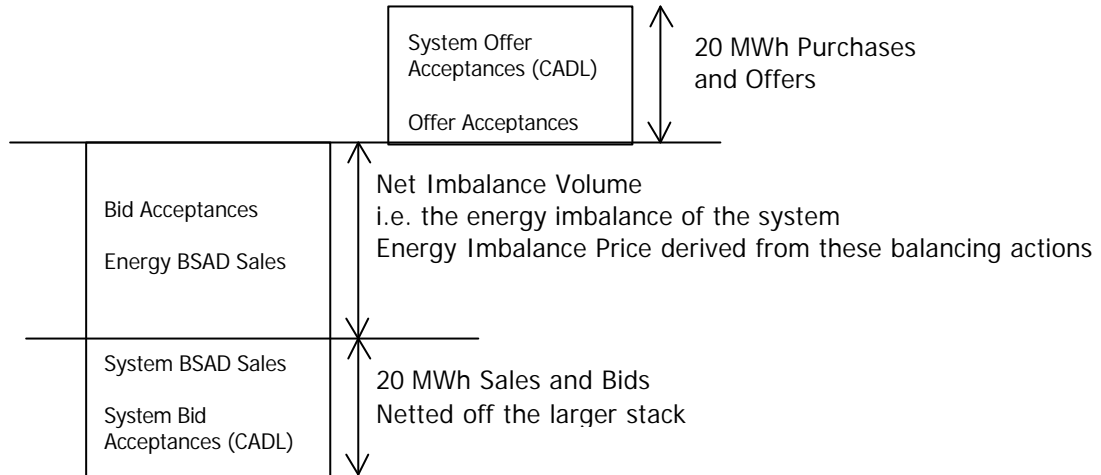 System Offer
Acceptances (CADL)
Offer Acceptances
20 MWh Purchases
and Offers
Bid Acceptances
Energy BSAD Sales
Net Imbalance Volume
i.e. the energy imbalance of the system
Energy Imbalance Price derived from these balancing actions
System BSAD Sales
System Bid
Acceptances (CADL)
20 MWh Sales and Bids
Netted off the larger stack